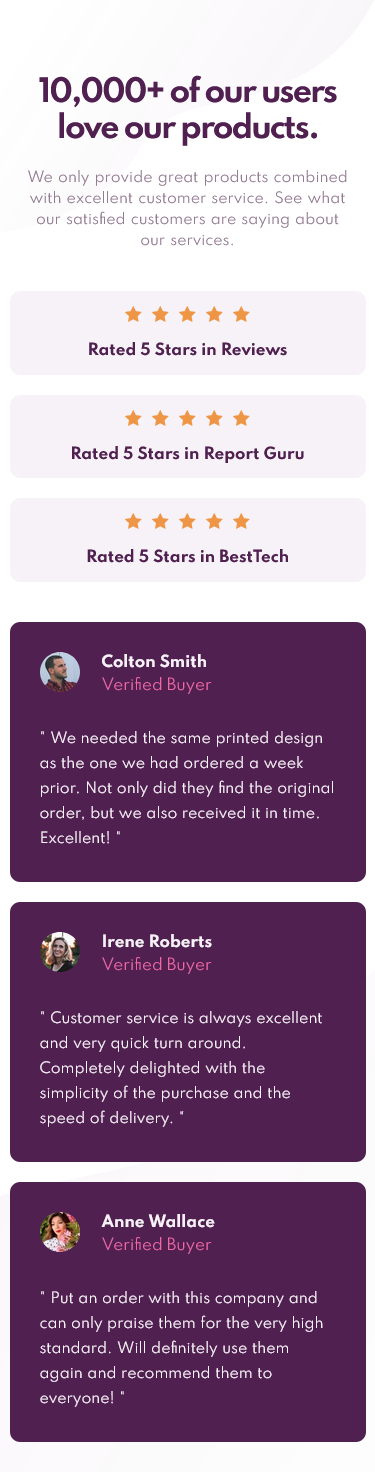 10,000+ of our users
love our products.
We only provide great products combined
with excellent customer service. See what
our satisfied customers are saying about
our services.
Rated 5 Stars in Reviews
Rated 5 Stars in Report Guru
Rated 5 Stars in BestTech
Colton Smith
Verified Buyer
" We needed the same printed design
as the one we had ordered a week
prior. Not only did they find the original
order, but we also received it in time.
Excellent! "
Irene Roberts
Verified Buyer
" Customer service is always excellent
and very quick turn around.
Completely delighted with the
simplicity of the purchase and the
speed of delivery. "
Anne Wallace
Verified Buyer
" Put an order with this company and
can only praise them for the very high
standard. Will definitely use them
again and recommend them to
everyone! "